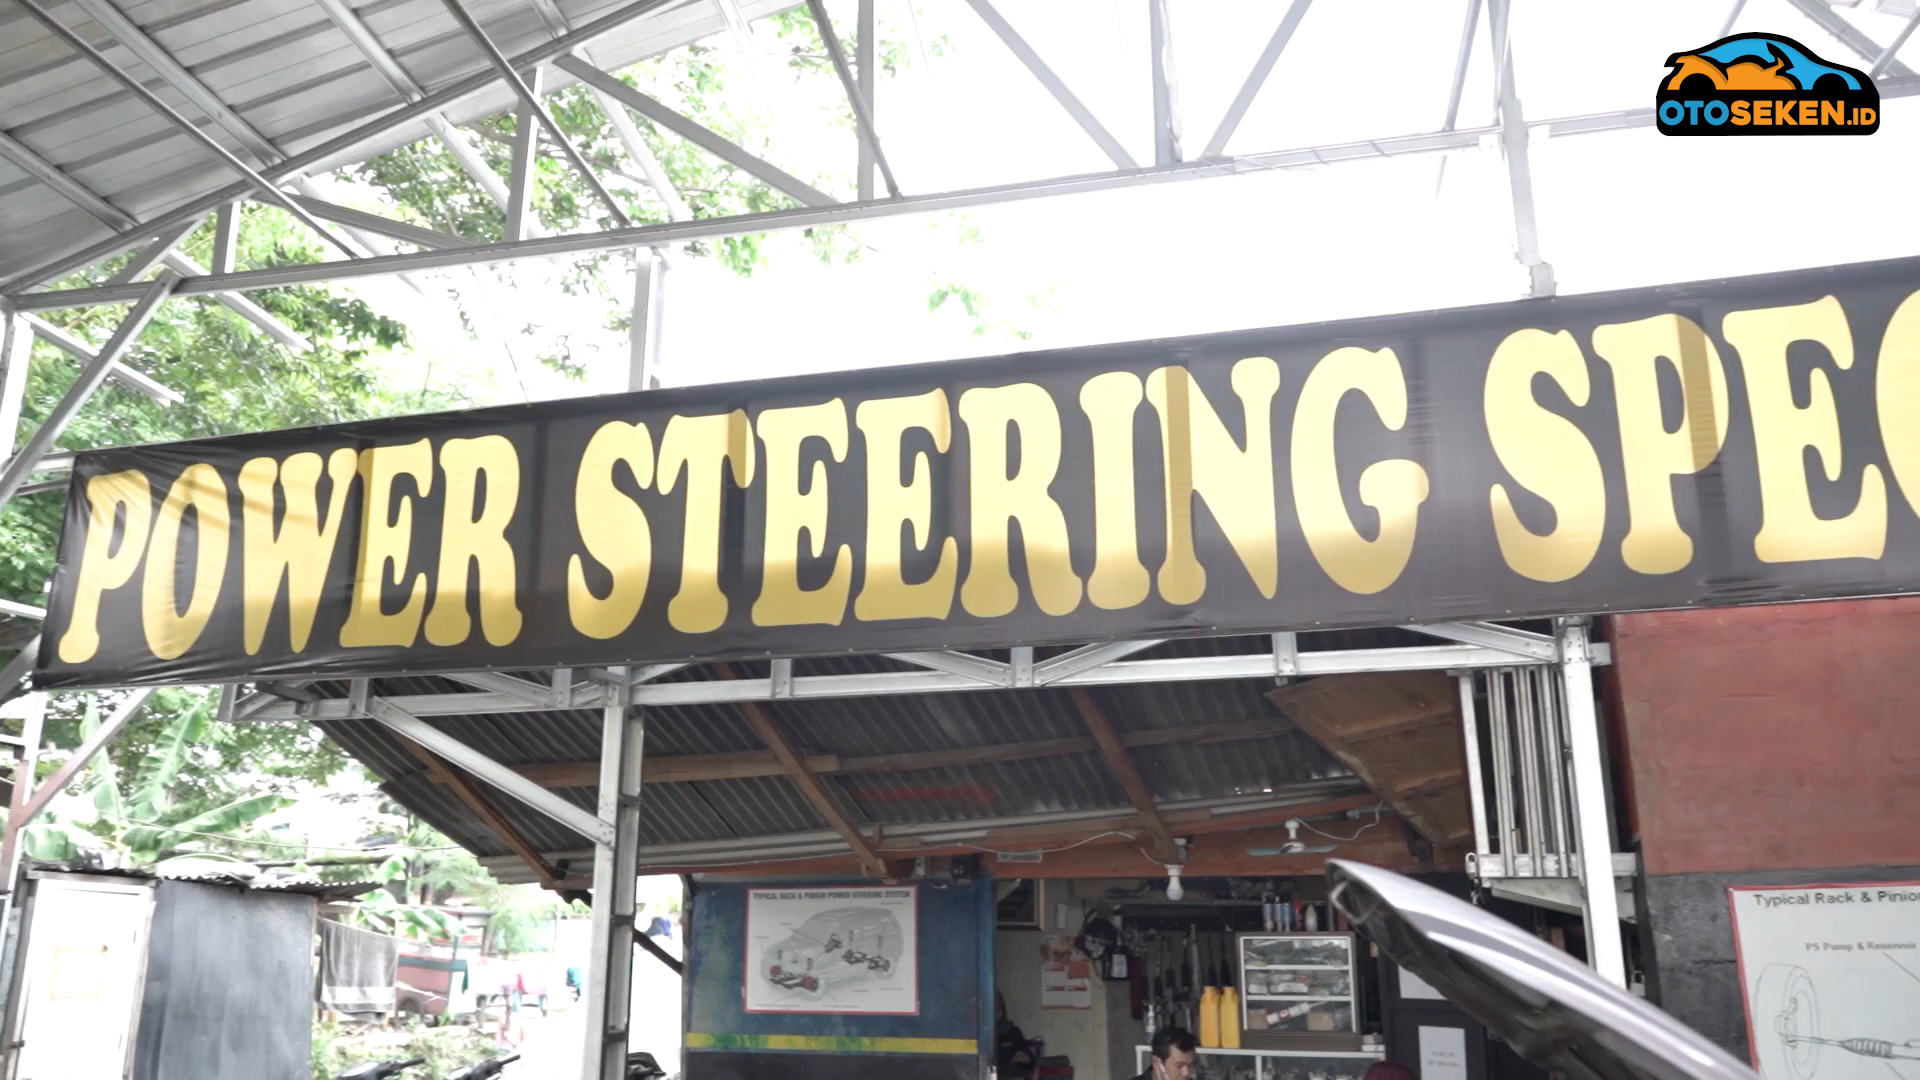 OTOSEKEN.ID
POWER STEERING SPEC
TYPICAL RACK & PINION POWER STEERING SYSTEM
Typical Rack & Pinion
PS Pump & Reservoir